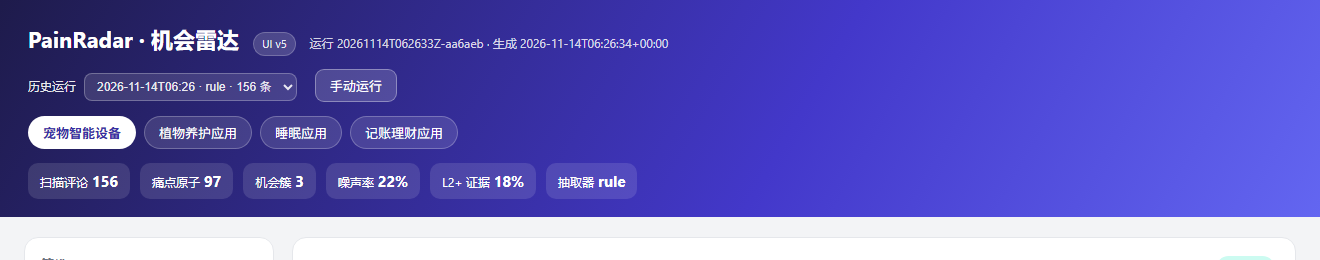 PainRadar · 机会雷达 UI v5 运行 20261114T062633Z-aa6aeb · 生成 2026-11-14T06:26:34+00:00
历史运行 2026-11-14T06:26 · rule · 156 条 手动运行
宠物智能设备 植物养护应用 睡眠应用 记账理财应用
扫描评论 156 痛点原子 97 机会簇 3 噪声率 22% L2+ 证据 18% 抽取器 rule